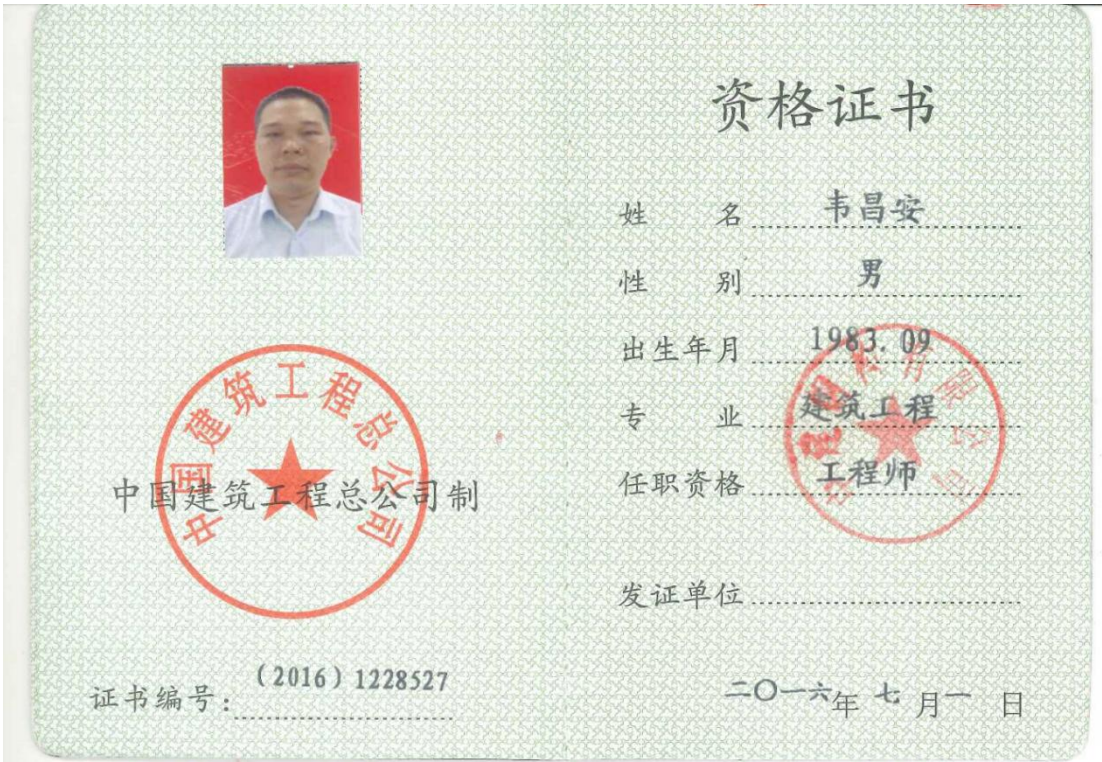 中国建筑工程总公司
中国建筑工程总公司制
证书编号：（2016）1228527
资格证书
姓名 韦昌安
性别 男
出生年月 1983.09
专业 建筑工程
任职资格 工程师
发证单位
二〇一六年七月一日